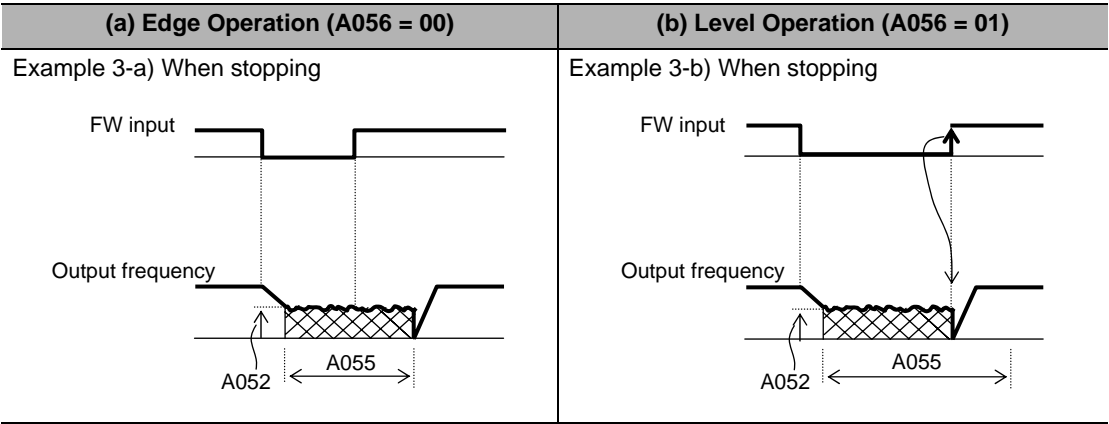 (a) Edge Operation (A056 = 00)
(b) Level Operation (A056 = 01)
Example 3-a) When stopping
FW input
Output frequency
A052
A055
Example 3-b) When stopping
FW input
Output frequency
A052
A055